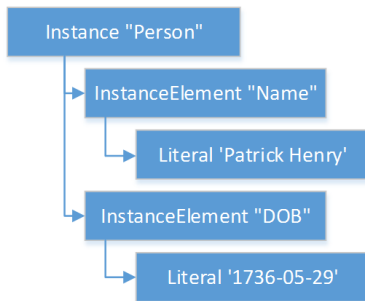 Instance "Person"
InstanceElement "Name"
Literal 'Patrick Henry'
InstanceElement "DOB"
Literal '1736-05-29'